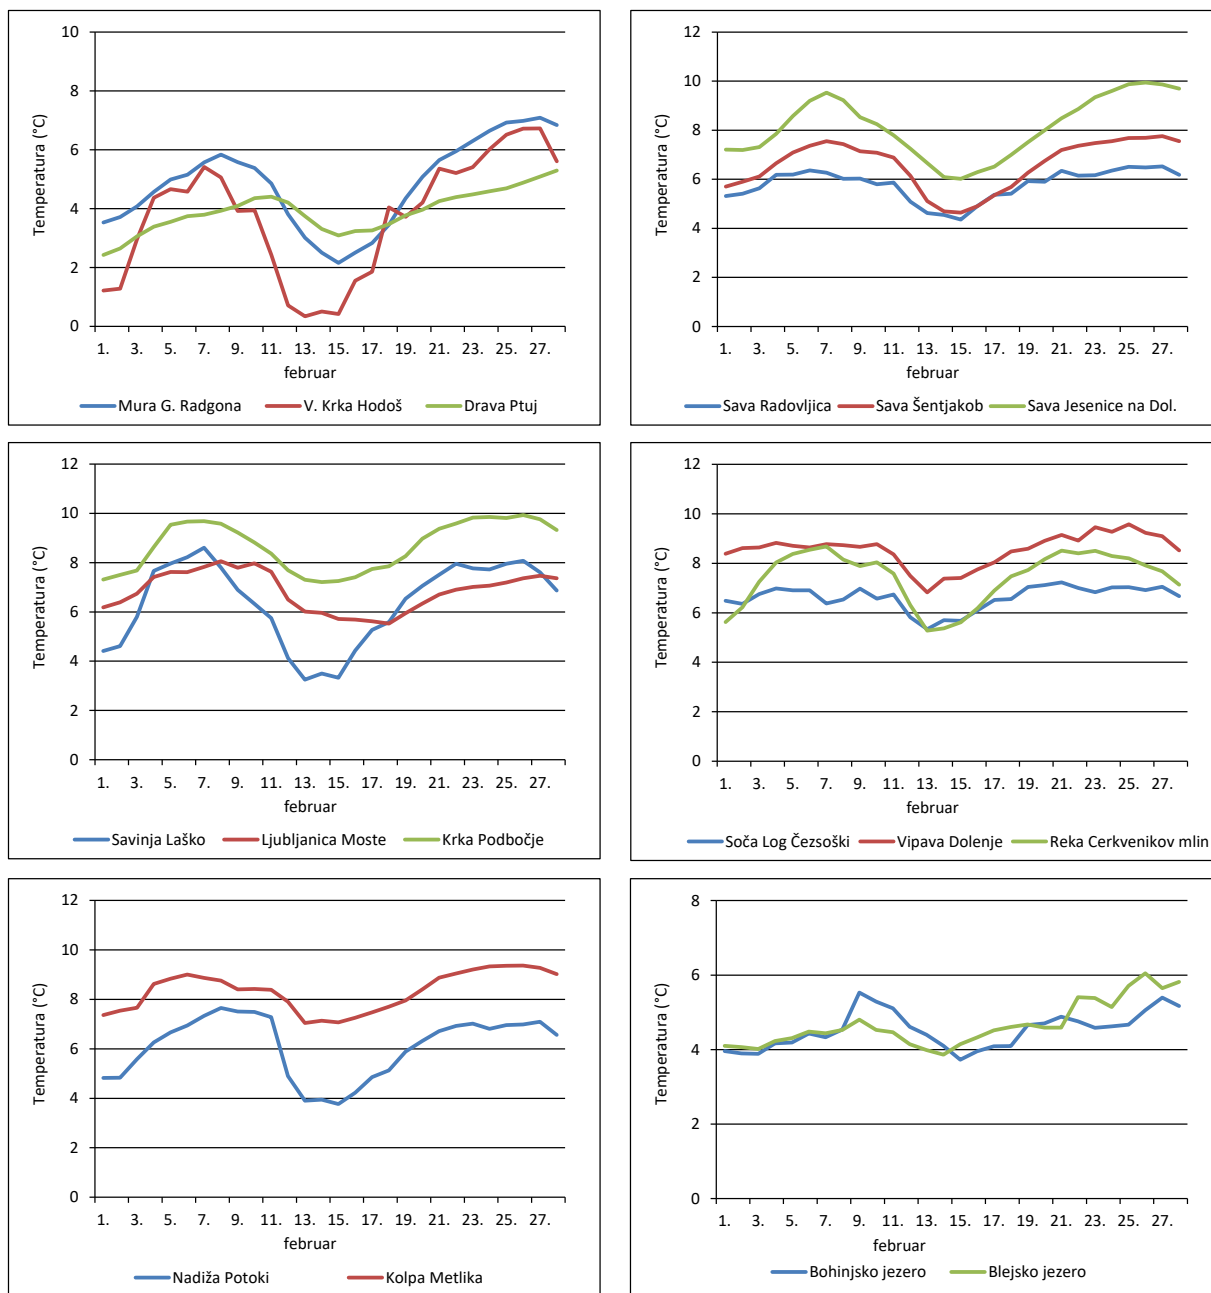 Temperatura (°C)
10
8
6
4
2
0
1. 3. 5. 7. 9. 11. 13. 15. 17. 19. 21. 23. 25. 27.
februar
Mura G. Radgona V. Krka Hodoš Drava Ptuj
Temperatura (°C)
12
10
8
6
4
2
0
1. 3. 5. 7. 9. 11. 13. 15. 17. 19. 21. 23. 25. 27.
februar
Sava Radovljica Sava Šentjakob Sava Jesenice na Dol.
Temperatura (°C)
12
10
8
6
4
2
0
1. 3. 5. 7. 9. 11. 13. 15. 17. 19. 21. 23. 25. 27.
februar
Savinja Laško Ljubljanica Moste Krka Podbočje
Temperatura (°C)
12
10
8
6
4
2
0
1. 3. 5. 7. 9. 11. 13. 15. 17. 19. 21. 23. 25. 27.
februar
Soča Log Čezsoški Vipava Dolenje Reka Cerkvenikov mlin
Temperatura (°C)
12
10
8
6
4
2
0
1. 3. 5. 7. 9. 11. 13. 15. 17. 19. 21. 23. 25. 27.
februar
Nadiža Potoki Kolpa Metlika
Temperatura (°C)
8
6
4
2
0
1. 3. 5. 7. 9. 11. 13. 15. 17. 19. 21. 23. 25. 27.
februar
Bohinjsko jezero Blejsko jezero